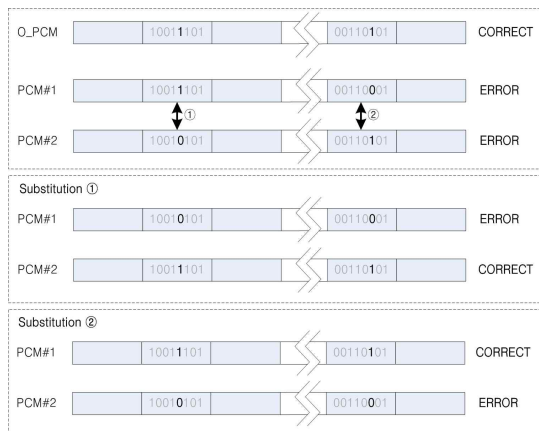 O_PCM 10011101 00110101 CORRECT
PCM#1 10011101 00110001 ERROR
① ②
PCM#2 10010101 00110101 ERROR
Substitution ①
PCM#1 10010101 00110001 ERROR
PCM#2 10011101 00110101 CORRECT
Substitution ②
PCM#1 10011101 00110101 CORRECT
PCM#2 10010101 00110001 ERROR